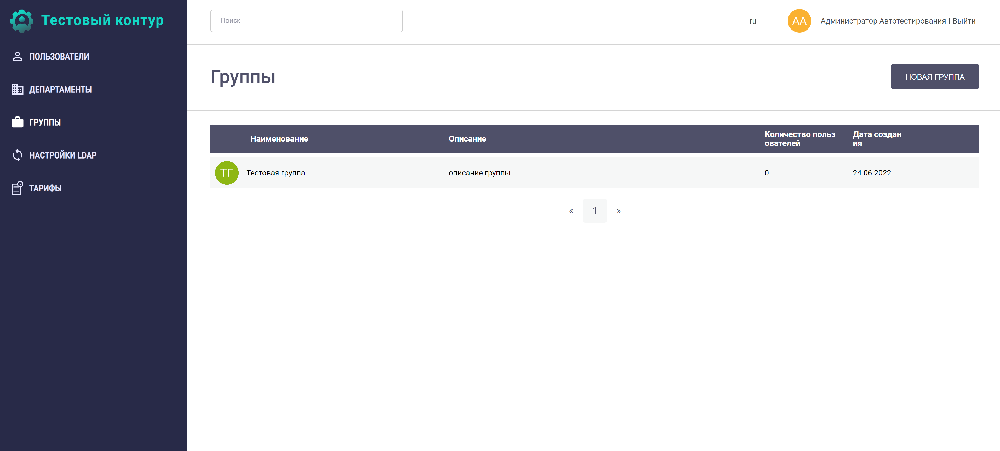 Тестовый контур
Поиск
ru
АА
Администратор Автотестирования | Выйти
ПОЛЬЗОВАТЕЛИ
ДЕПАРТАМЕНТЫ
ГРУППЫ
НАСТРОЙКИ LDAP
ТАРИФЫ
Группы
НОВАЯ ГРУППА
Наименование
Описание
Количество польз
ователей
Дата создан
ия
ТГ
Тестовая группа
описание группы
0
24.06.2022
« 1 »